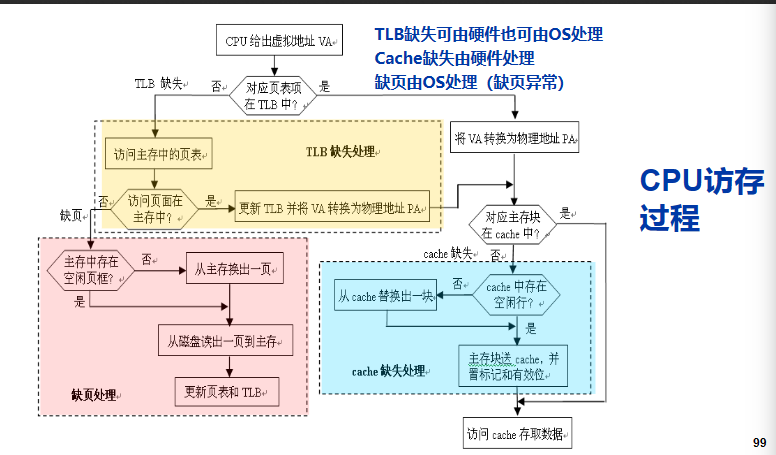 CPU 给出虚拟地址 VA
TLB缺失可由硬件也可由OS处理
Cache缺失由硬件处理
缺页由OS处理（缺页异常）
TLB 缺失
否
对应页表项
在 TLB 中？
是
访问主存中的页表
TLB 缺失处理
将 VA 转换为物理地址 PA
CPU访存
过程
缺页
否
访问页面在
主存中？
是
更新 TLB 并将 VA 转换为物理地址 PA
对应主存块
在 cache 中？
是
cache 缺失
否
主存中存在
空闲页框？
否
从主存换出一页
是
从磁盘读出一页到主存
更新页表和 TLB
缺页处理
从 cache 替换出一块
否
cache 中存在
空闲行？
是
主存块送 cache，并
置标记和有效位
cache 缺失处理
访问 cache 存取数据
99